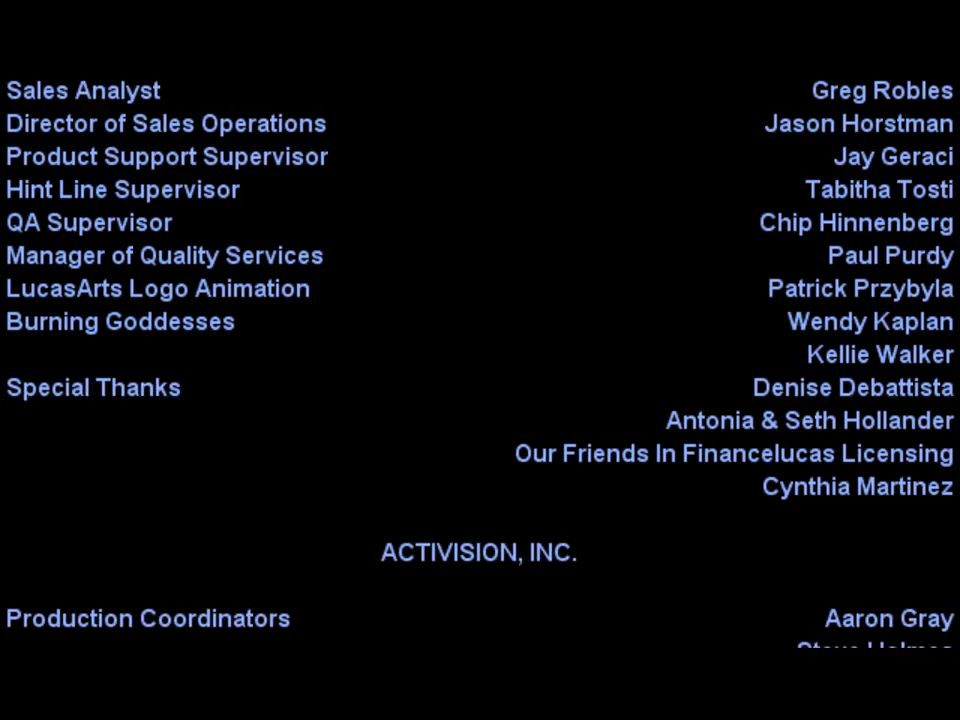 Sales Analyst Greg Robles
Director of Sales Operations Jason Horstman
Product Support Supervisor Jay Geraci
Hint Line Supervisor Tabitha Tosti
QA Supervisor Chip Hinnenberg
Manager of Quality Services Paul Purdy
LucasArts Logo Animation Patrick Przybyla
Burning Goddesses Wendy Kaplan
Kellie Walker
Special Thanks Denise Debattista
Antonia & Seth Hollander
Our Friends In Financelucas Licensing
Cynthia Martinez
ACTIVISION, INC.
Production Coordinators Aaron Gray